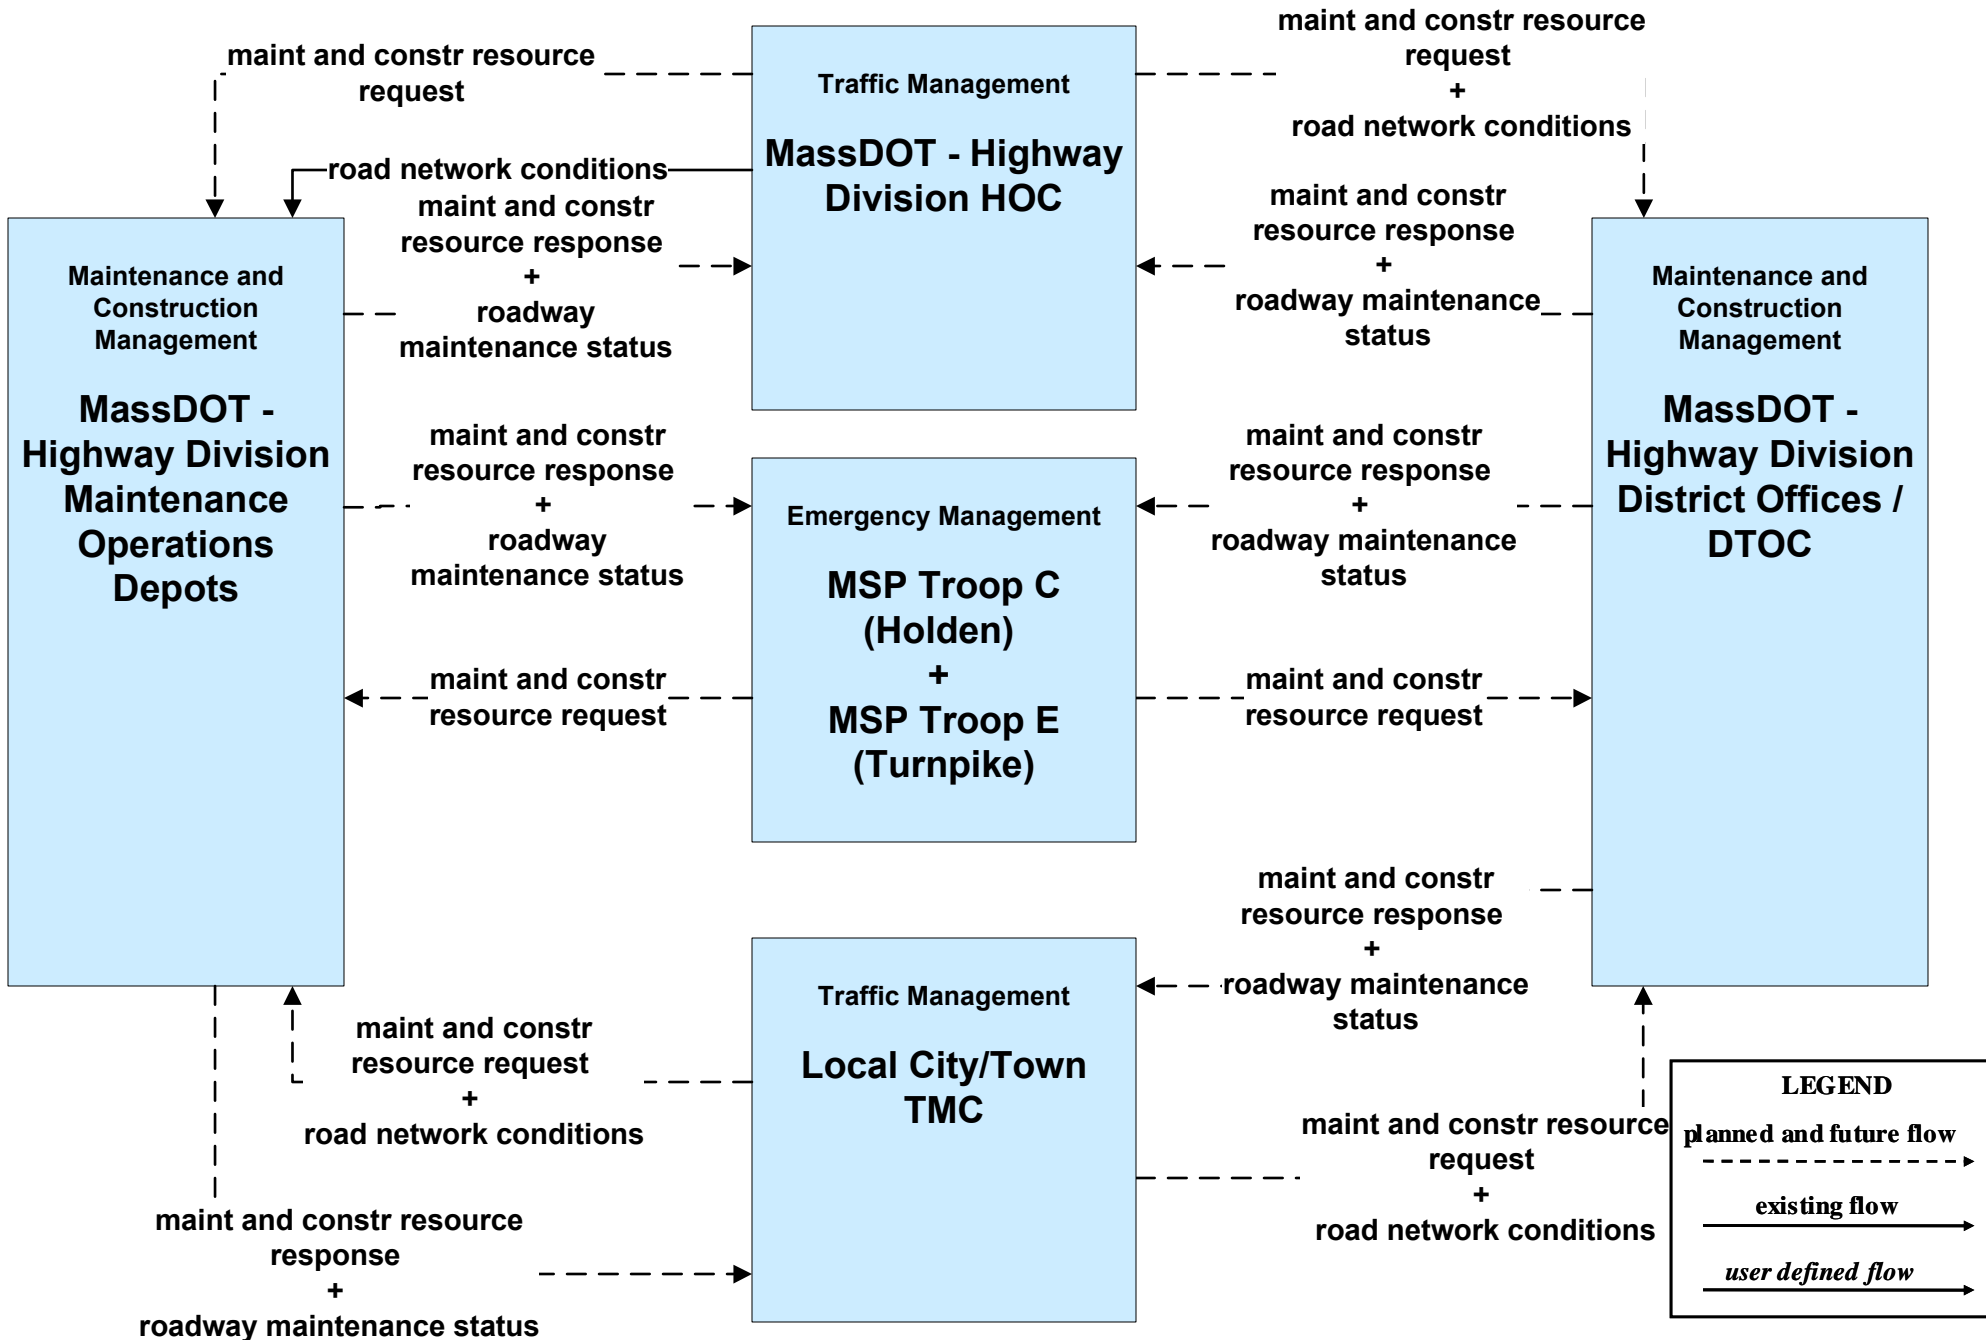 maint and constr resource
request
road network conditions
maint and constr
resource response
+
roadway
maintenance status
Traffic Management
MassDOT - Highway
Division HOC
maint and constr resource
request
+
road network conditions
maint and constr
resource response
+
roadway maintenance
status
Maintenance and
Construction
Management
MassDOT -
Highway Division
Maintenance
Operations
Depots
maint and constr
resource response
+
roadway
maintenance status
maint and constr
resource request
Emergency Management
MSP Troop C
(Holden)
+
MSP Troop E
(Turnpike)
maint and constr
resource response
+
roadway maintenance
status
maint and constr
resource request
Maintenance and
Construction
Management
MassDOT -
Highway Division
District Offices /
DTOC
maint and constr
resource request
+
road network conditions
maint and constr resource
response
+
roadway maintenance status
Traffic Management
Local City/Town
TMC
maint and constr
resource response
+
roadway maintenance
status
maint and constr resource
request
+
road network conditions
LEGEND
planned and future flow
existing flow
user defined flow